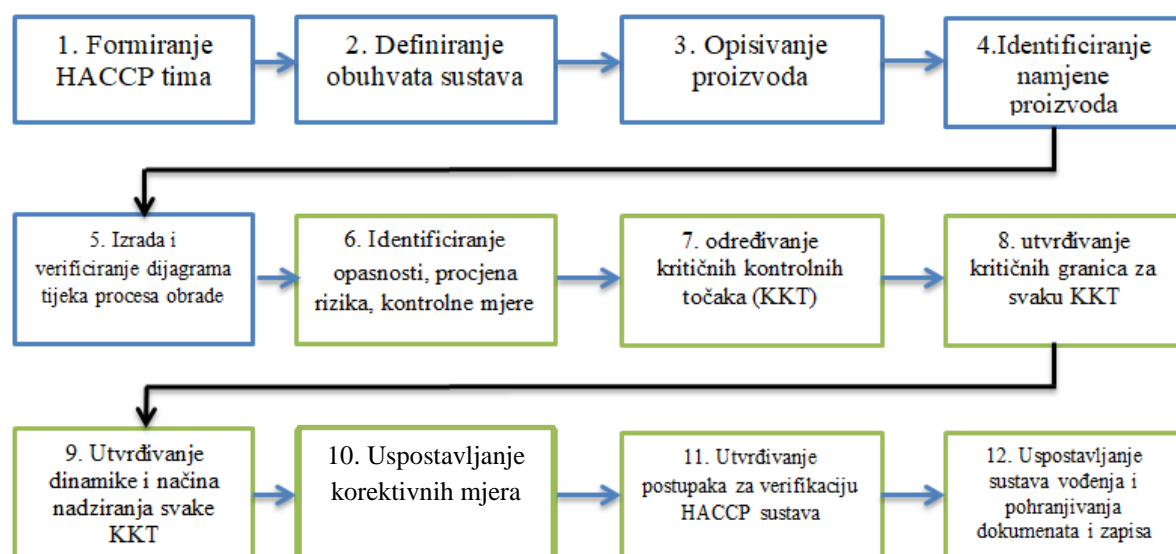 1. Formiranje
HACCP tima
2. Definiranje
obuhvata sustava
3. Opisivanje
proizvoda
4.Identificiranje
namjene
proizvoda
5. Izrada i
verificiranje dijagrama
tijeka procesa obrade
6. Identificiranje
opasnosti, procjena
rizika, kontrolne mjere
7. određivanje
kritičnih kontrolnih
točaka (KKT)
8. utvrđivanje
kritičnih granica za
svaku KKT
9. Utvrđivanje
dinamike i načina
nadziranja svake
KKT
10. Uspostavljanje
korektivnih mjera
11. Utvrđivanje
postupaka za verifikaciju
HACCP sustava
12. Uspostavljanje
sustava vođenja i
pohranjivanja
dokumenata i zapisa